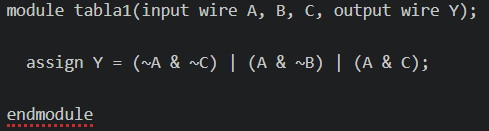 module tabla1(input wire A, B, C, output wire Y);
assign Y = (~A & ~C) | (A & ~B) | (A & C);
endmodule